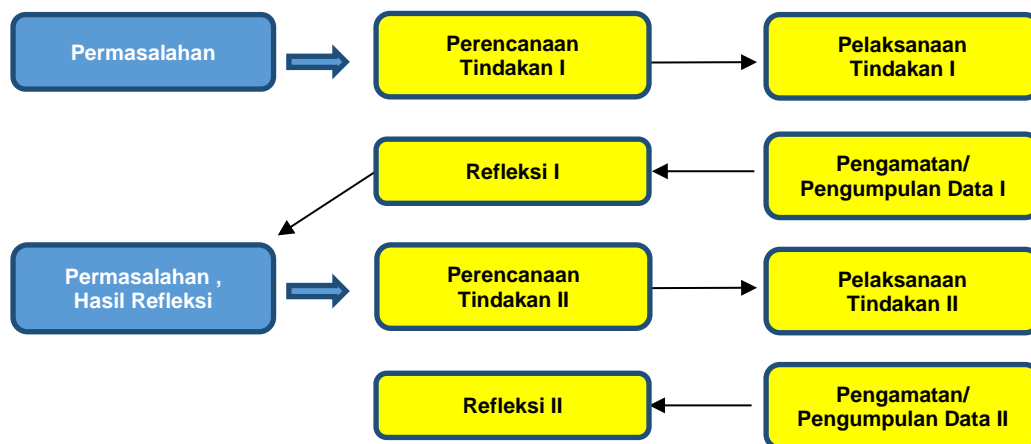 Permasalahan
Perencanaan
Tindakan I
Pelaksanaan
Tindakan I
Refleksi I
Pengamatan/
Pengumpulan Data I
Permasalahan ,
Hasil Refleksi
Perencanaan
Tindakan II
Pelaksanaan
Tindakan II
Refleksi II
Pengamatan/
Pengumpulan Data II